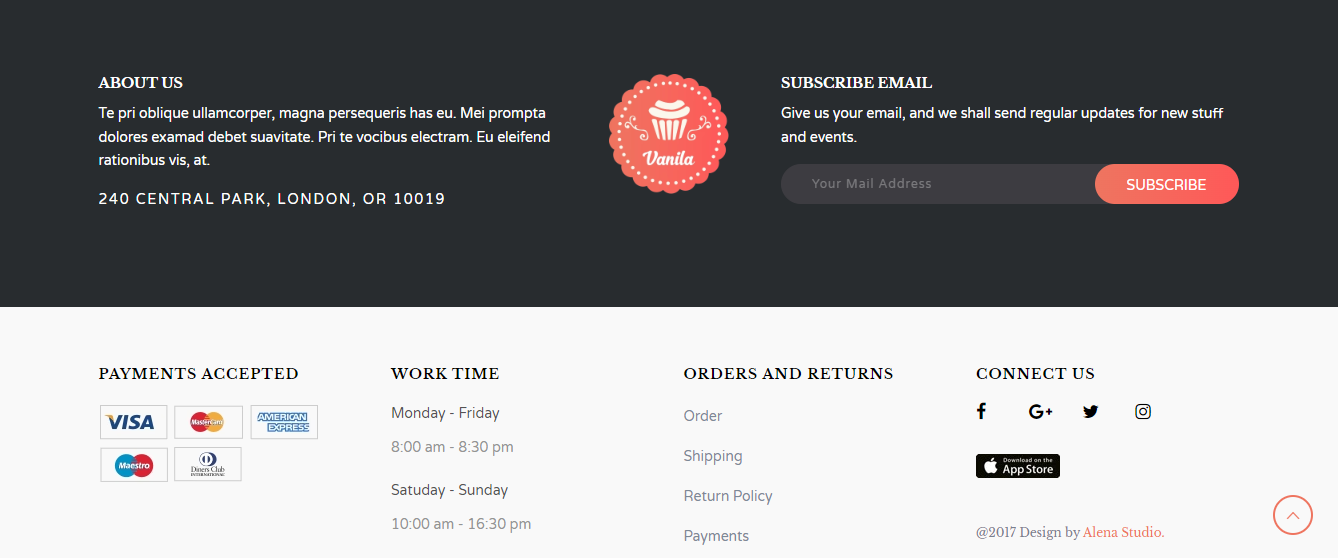 ABOUT US
Te pri oblique ullamcorper, magna persequeris has eu. Mei prompta
dolores examad debet suavitate. Pri te vocibus electram. Eu eleifend
rationibus vis, at.
240 CENTRAL PARK, LONDON, OR 10019
Vanila
SUBSCRIBE EMAIL
Give us your email, and we shall send regular updates for new stuff
and events.
Your Mail Address
SUBSCRIBE
PAYMENTS ACCEPTED
VISA
MasterCard
AMERICAN
EXPRESS
Maestro
Diners Club
INTERNATIONAL
WORK TIME
Monday - Friday
8:00 am - 8:30 pm
Satuday - Sunday
10:00 am - 16:30 pm
ORDERS AND RETURNS
Order
Shipping
Return Policy
Payments
CONNECT US
G+
Download on the
App Store
@2017 Design by Alena Studio.